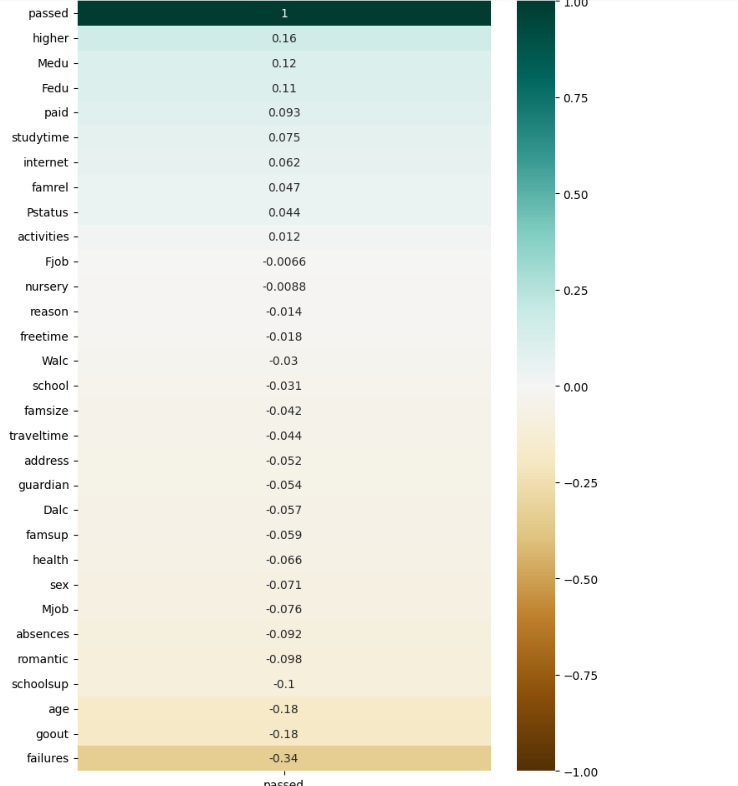 passed 1
higher 0.16
Medu 0.12
Fedu 0.11
paid 0.093
studytime 0.075
internet 0.062
famrel 0.047
Pstatus 0.044
activities 0.012
Fjob -0.0066
nursery -0.0088
reason -0.014
freetime -0.018
Walc -0.03
school -0.031
famsize -0.042
traveltime -0.044
address -0.052
guardian -0.054
Dalc -0.057
famsup -0.059
health -0.066
sex -0.071
Mjob -0.076
absences -0.092
romantic -0.098
schoolsup -0.1
age -0.18
goout -0.18
failures -0.34
passed
1.00
0.75
0.50
0.25
0.00
−0.25
−0.50
−0.75
−1.00